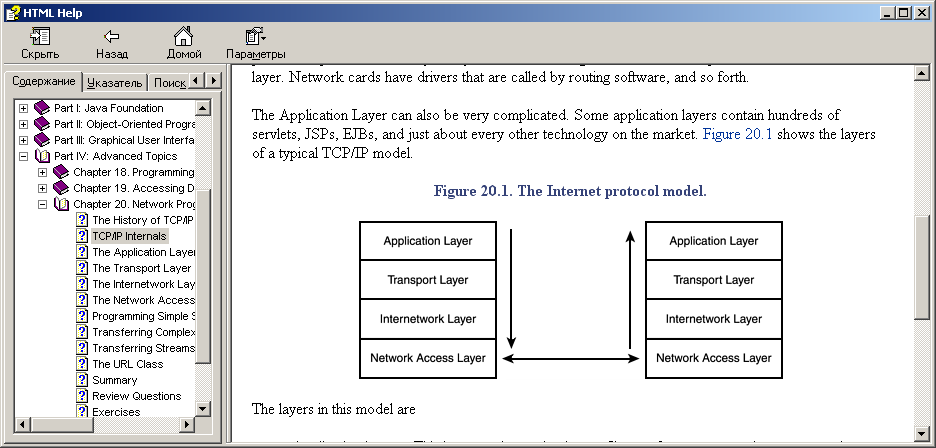 HTML Help
Скрыть
Назад
Домой
Параметры
Содержание
Указатель
Поиск
Part I: Java Foundation
Part II: Object-Oriented Progra
Part III: Graphical User Interfa
Part IV: Advanced Topics
Chapter 18. Programming
Chapter 19. Accessing D
Chapter 20. Network Prog
The History of TCP/IP
TCP/IP Internals
The Application Layer
The Transport Layer
The Internetwork Lay
The Network Access
Programming Simple S
Transferring Complex
Transferring Streams
The URL Class
Summary
Review Questions
Exercises
layer. Network cards have drivers that are called by routing software, and so forth.
The Application Layer can also be very complicated. Some application layers contain hundreds of
servlets, JSPs, EJBs, and just about every other technology on the market. Figure 20.1 shows the layers
of a typical TCP/IP model.
Figure 20.1. The Internet protocol model.
Application Layer
Transport Layer
Internetwork Layer
Network Access Layer
Application Layer
Transport Layer
Internetwork Layer
Network Access Layer
The layers in this model are